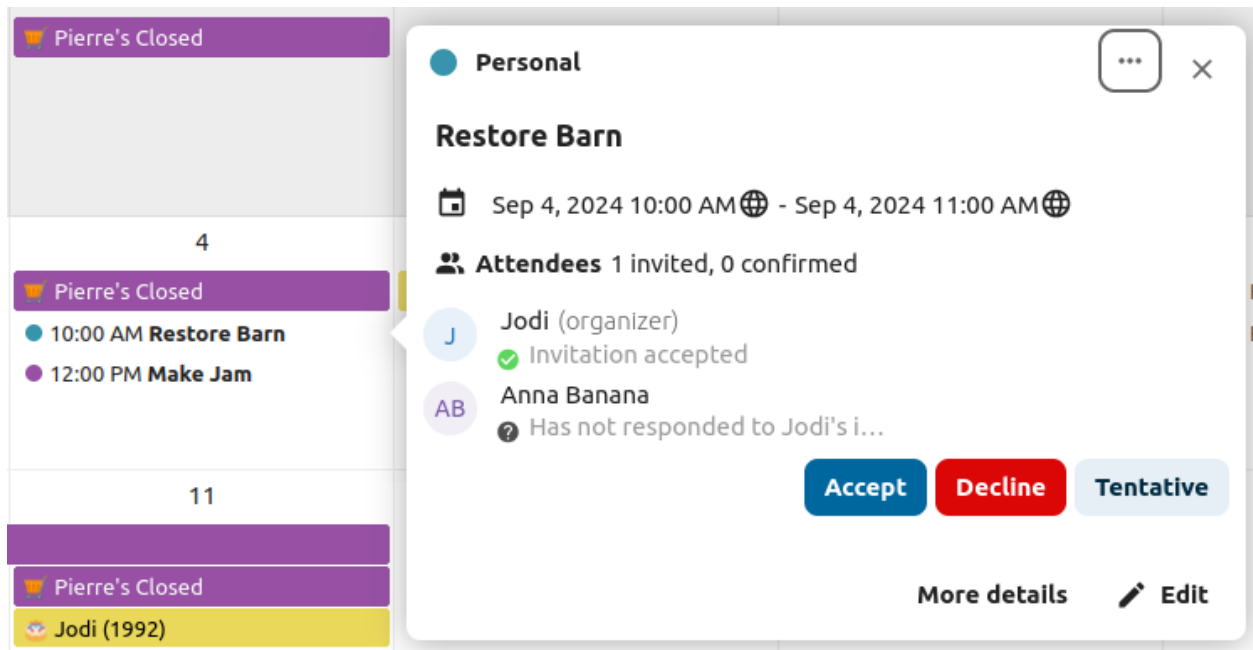 Pierre's Closed
4
Pierre's Closed
10:00 AM Restore Barn
12:00 PM Make Jam
11
Pierre's Closed
Jodi (1992)
Personal
Restore Barn
Sep 4, 2024 10:00 AM - Sep 4, 2024 11:00 AM
Attendees 1 invited, 0 confirmed
J
Jodi (organizer)
Invitation accepted
AB
Anna Banana
Has not responded to Jodi's i…
Accept Decline Tentative
More details Edit